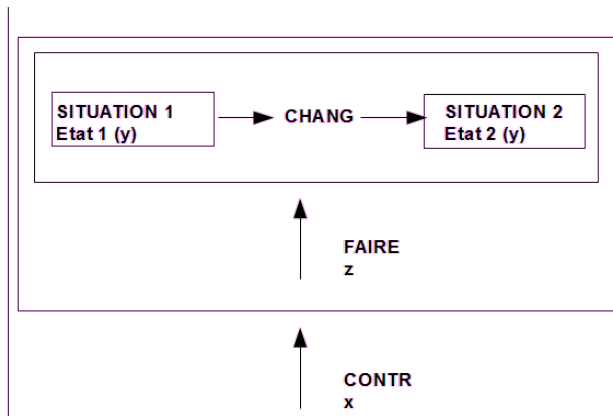 SITUATION 1
Etat 1 (y)
CHANG
SITUATION 2
Etat 2 (y)
FAIRE
z
CONTR
x